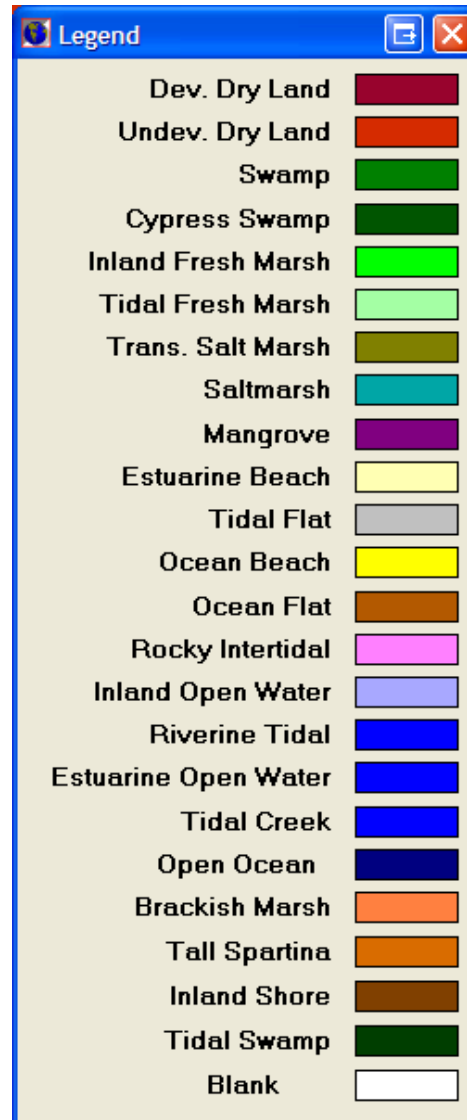 Legend
Dev. Dry Land
Undev. Dry Land
Swamp
Cypress Swamp
Inland Fresh Marsh
Tidal Fresh Marsh
Trans. Salt Marsh
Saltmarsh
Mangrove
Estuarine Beach
Tidal Flat
Ocean Beach
Ocean Flat
Rocky Intertidal
Inland Open Water
Riverine Tidal
Estuarine Open Water
Tidal Creek
Open Ocean
Brackish Marsh
Tall Spartina
Inland Shore
Tidal Swamp
Blank